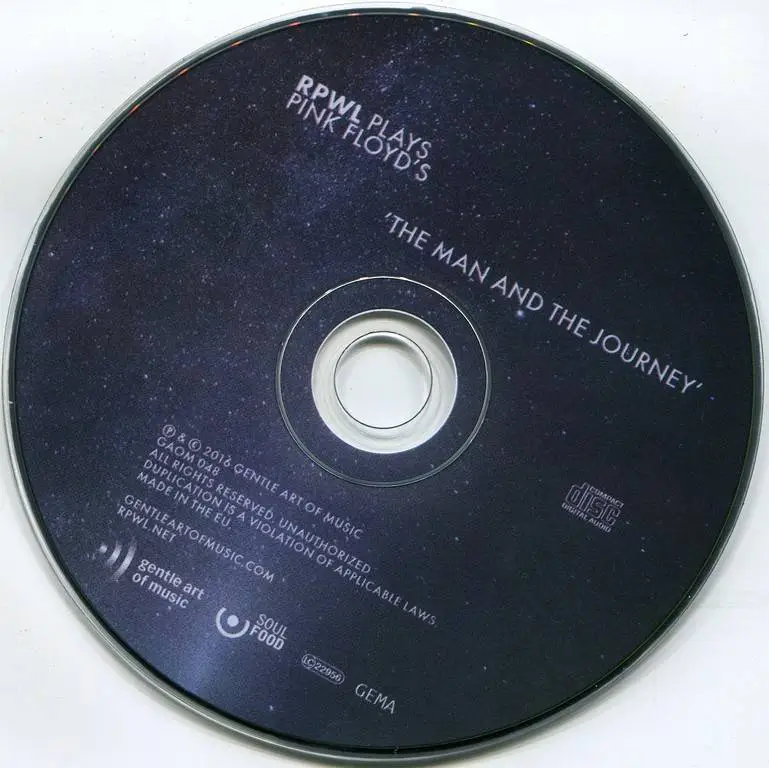 RPWL PLAYS
PINK FLOYD'S
'THE MAN AND THE JOURNEY'
℗ & © 2016 GENTLE ART OF MUSIC
GAOM 048
ALL RIGHTS RESERVED. UNAUTHORIZED
DUPLICATION IS A VIOLATION OF APPLICABLE LAWS.
MADE IN THE EU.
GENTLEARTOFMUSIC.COM
RPWL.NET
gentle art
of music
SOUL
FOOD
LC 22956
GEMA
COMPACT
disc
DIGITAL AUDIO